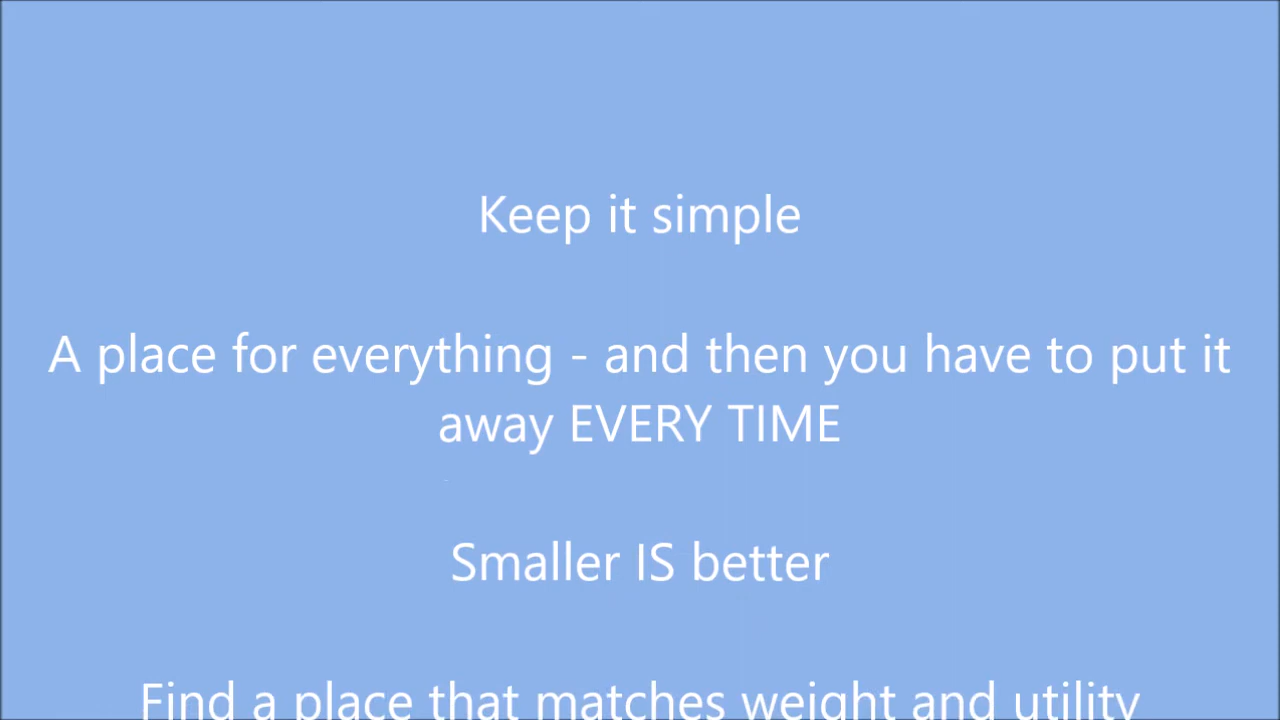 Keep it simple
A place for everything - and then you have to put it
away EVERY TIME
Smaller IS better
Find a place that matches weight and utility